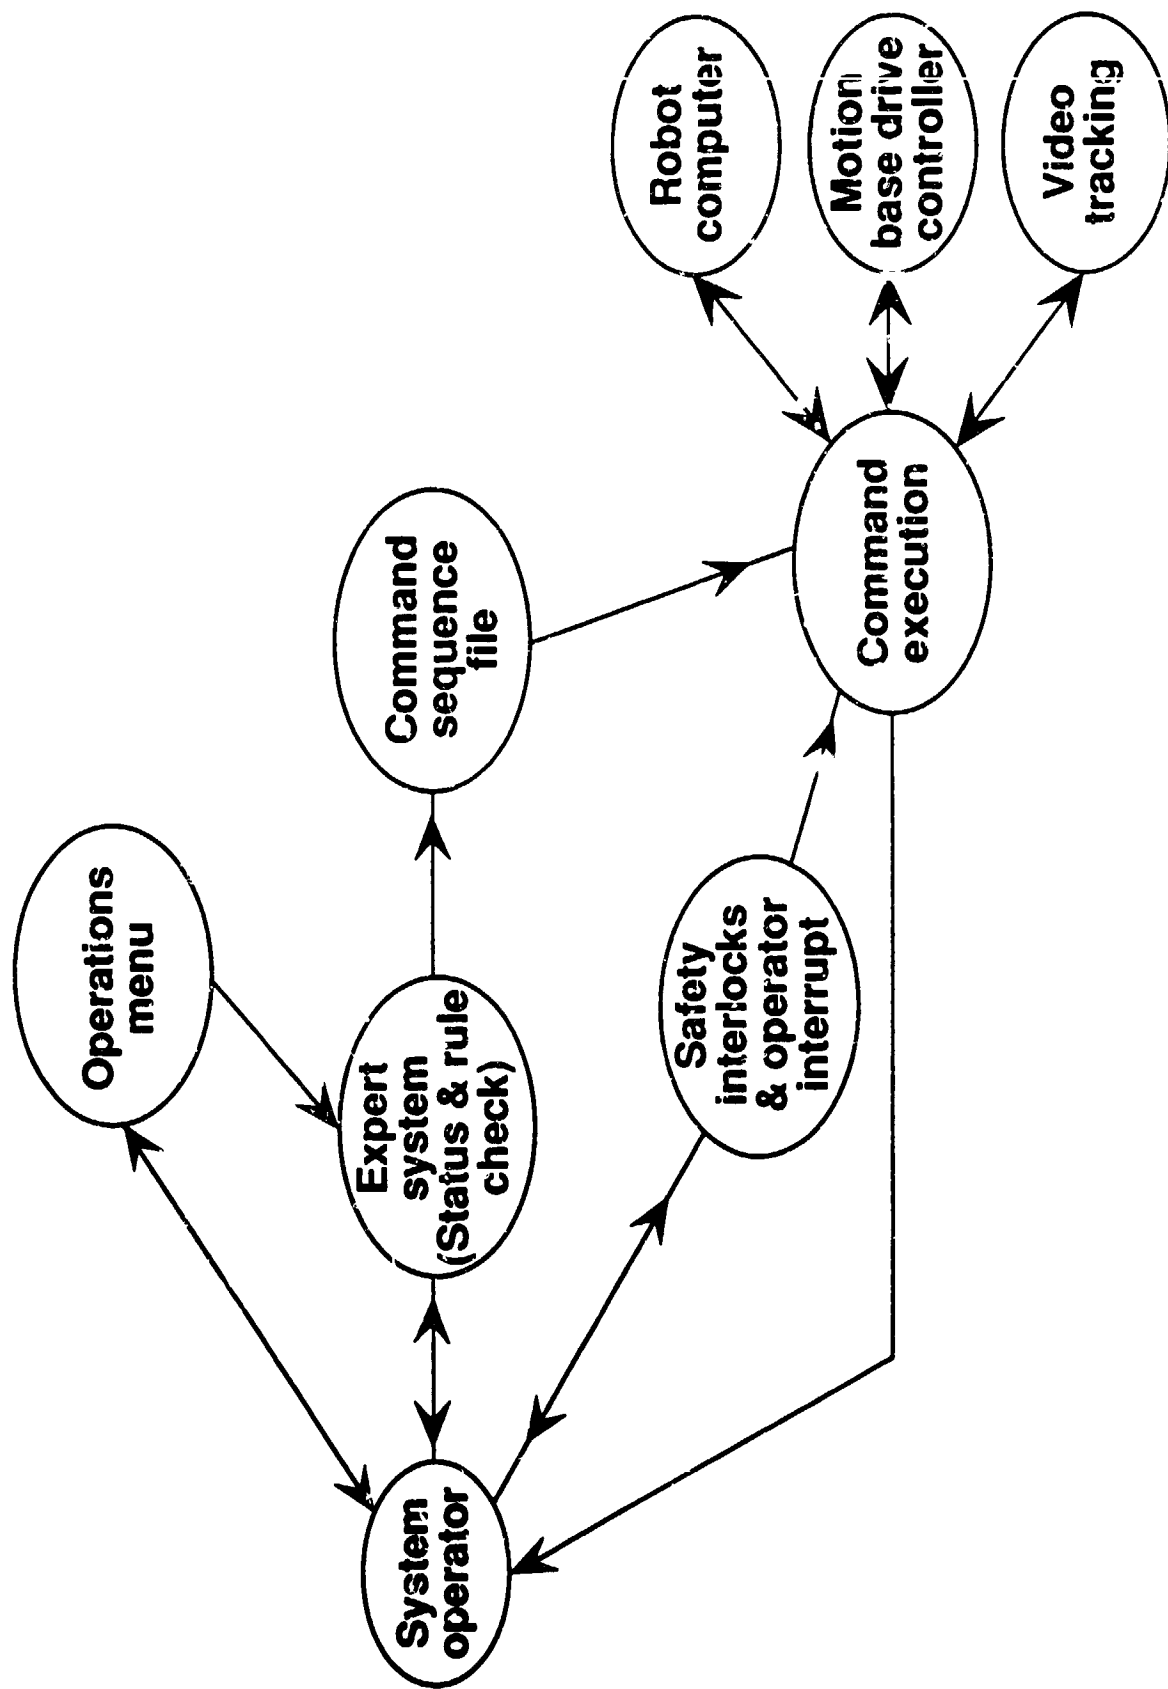 Operations
menu
System
operator
Expert
system
(Status & rule
check)
Command
sequence
file
Safety
interlocks
& operator
interrupt
Command
execution
Robot
computer
Motion
base drive
controller
Video
tracking